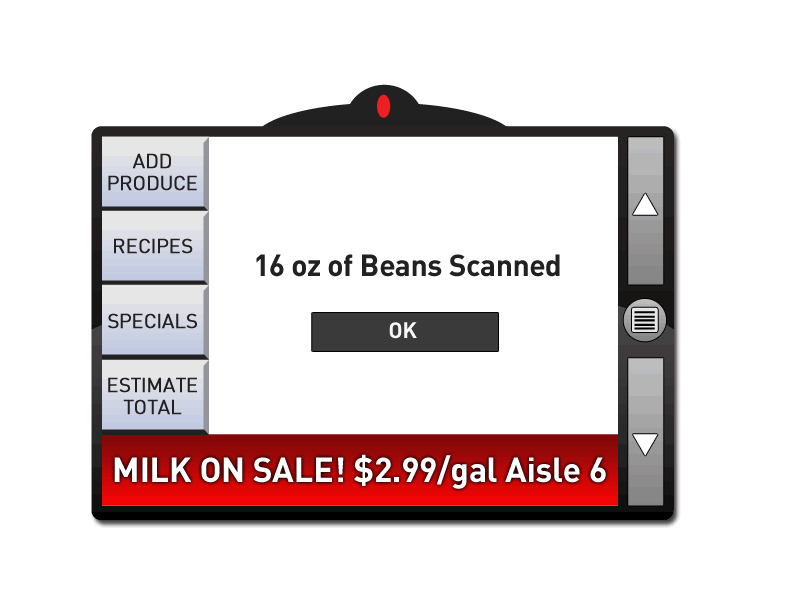 ADD
PRODUCE
RECIPES
SPECIALS
ESTIMATE
TOTAL
16 oz of Beans Scanned
OK
MILK ON SALE! $2.99/gal Aisle 6